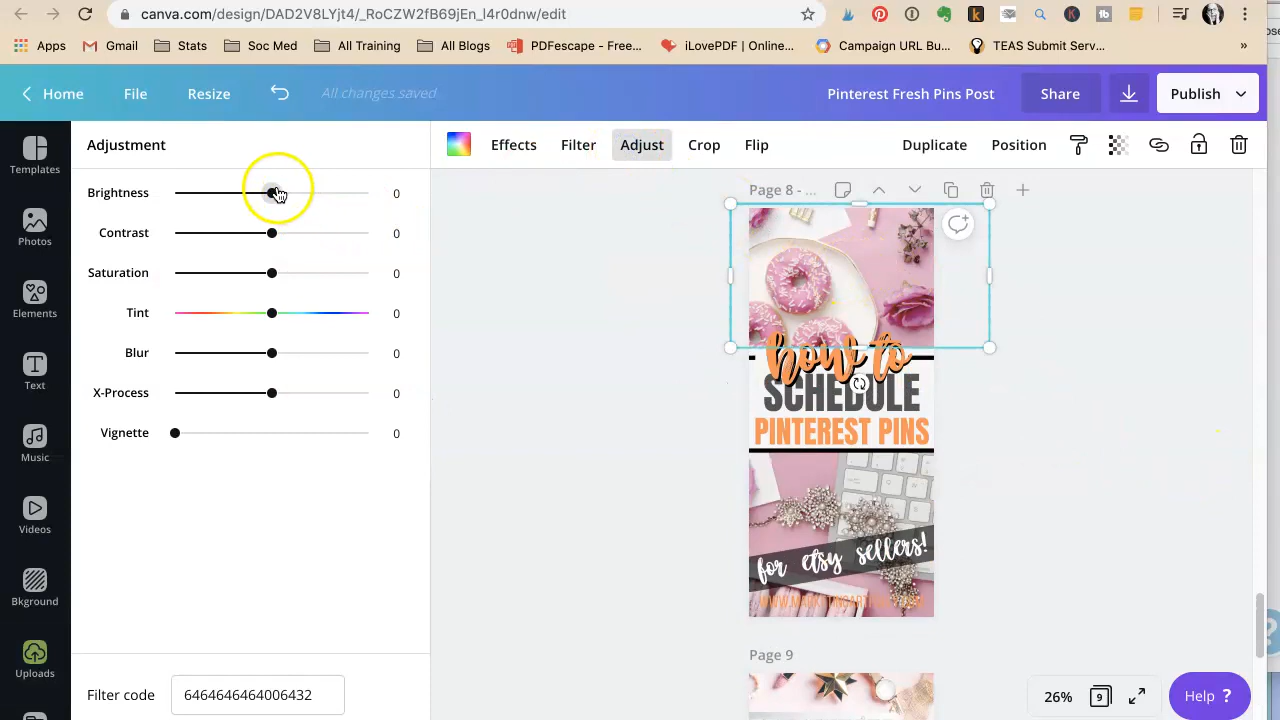 canva.com/design/DAD2V8LYjt4/_RoCZW2fB69jEn_l4r0dnw/edit
Apps Gmail Stats Soc Med All Training All Blogs PDFescape - Free... iLovePDF | Online... Campaign URL Bu... TEAS Submit Serv... »
Home File Resize All changes saved Pinterest Fresh Pins Post Share Publish
Adjustment Effects Filter Adjust Crop Flip Duplicate Position
Templates
Photos
Elements
Text
Music
Videos
Bkground
Uploads
Brightness 0
Contrast 0
Saturation 0
Tint 0
Blur 0
X-Process 0
Vignette 0
Filter code 6464646464006432
Page 8 - ...
how to
SCHEDULE
PINTEREST PINS
for etsy sellers!
Page 9
26% 9 Help ?